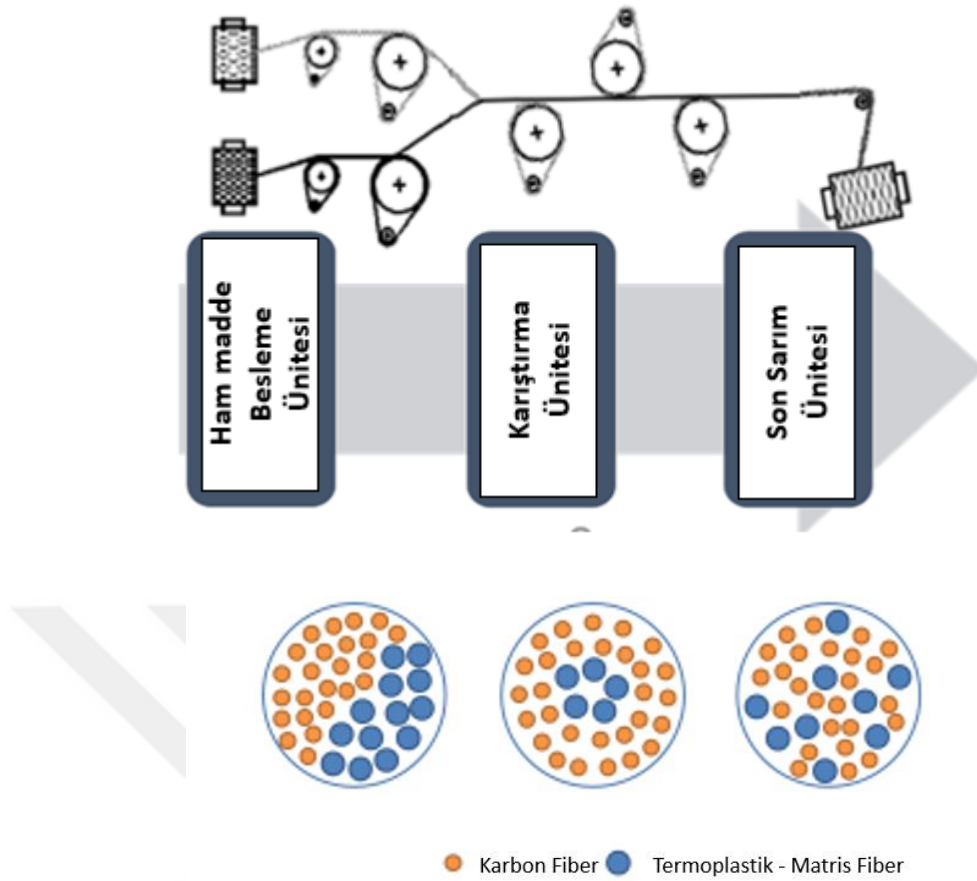 Ham madde
Besleme
Ünitesi
Karıştırma
Ünitesi
Son Sarım
Ünitesi
Karbon Fiber
Termoplastik - Matris Fiber